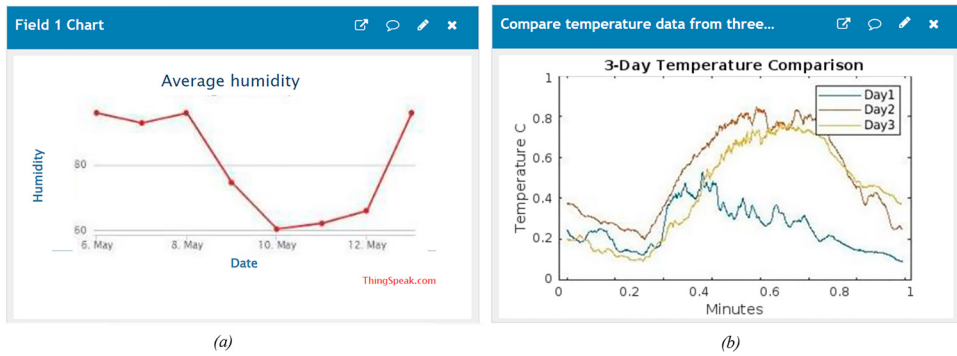 Field 1 Chart
Average humidity
Humidity
80
60
6. May 8. May 10. May 12. May
Date
ThingSpeak.com
(a)
Compare temperature data from three...
3-Day Temperature Comparison
Temperature C
1
0.8
0.6
0.4
0.2
0
Day1
Day2
Day3
0 0.2 0.4 0.6 0.8 1
Minutes
(b)